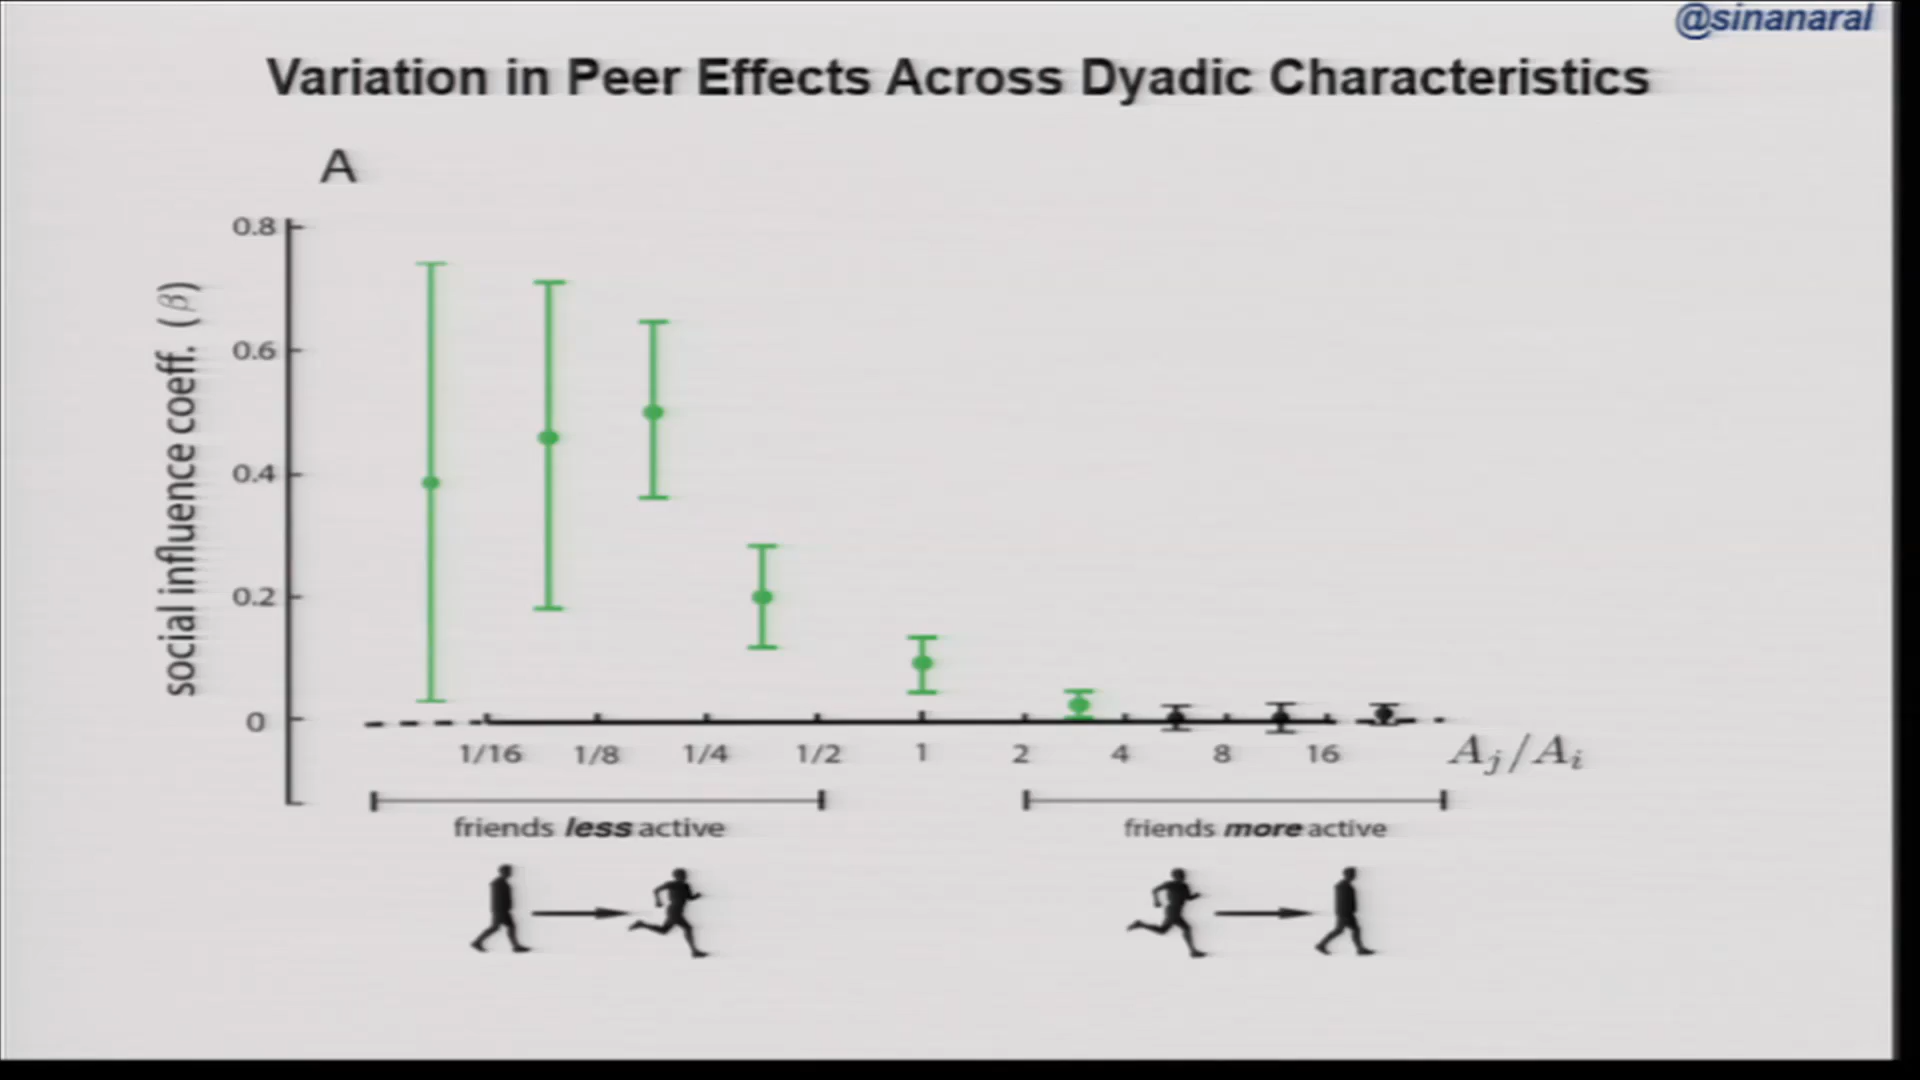 @sinanaral
Variation in Peer Effects Across Dyadic Characteristics
A
social influence coeff. (β)
0.8
0.6
0.4
0.2
0
1/16 1/8 1/4 1/2 1 2 4 8 16 Aⱼ/Aᵢ
friends less active
friends more active